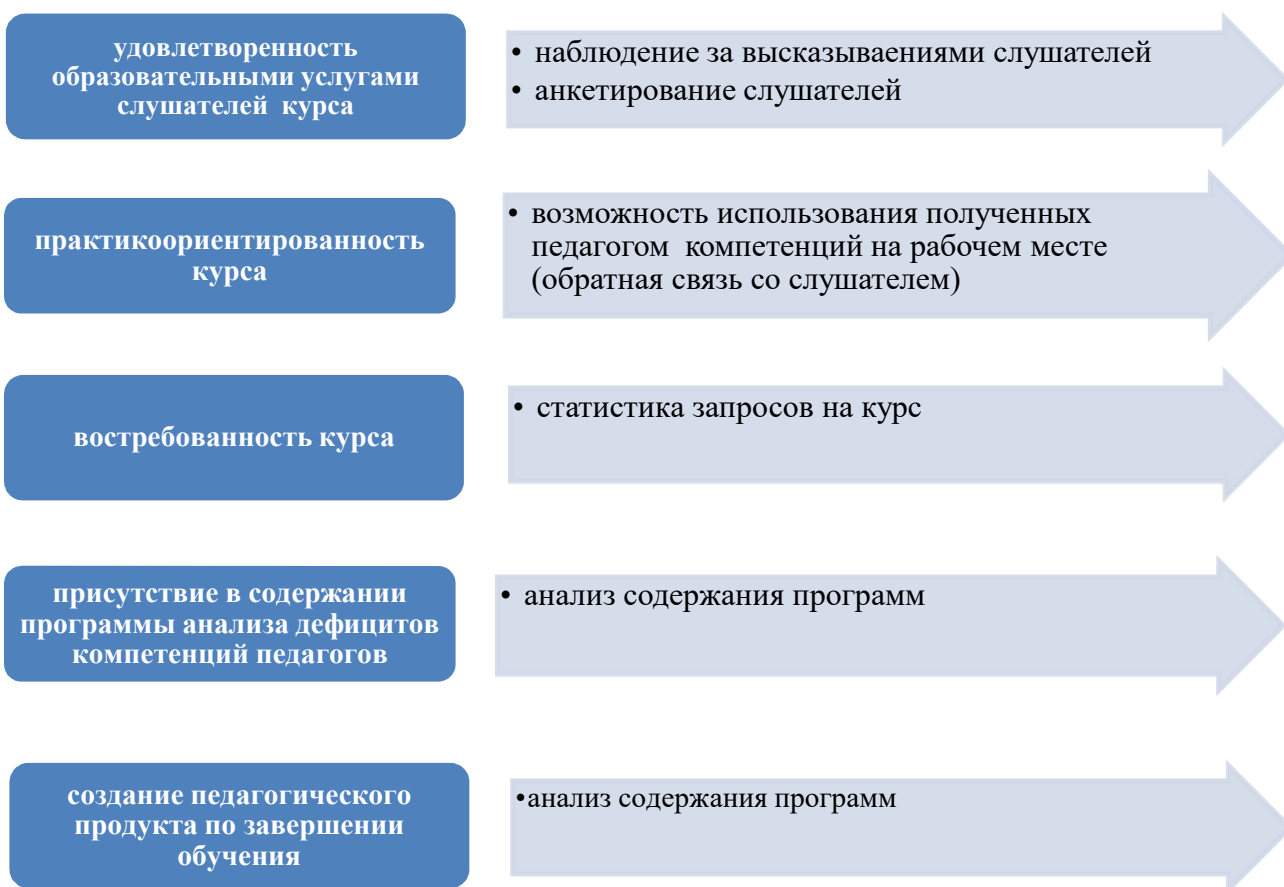 удовлетворенность
образовательными услугами
слушателей курса
• наблюдение за высказываениями слушателей
• анкетирование слушателей
практикоориентированность
курса
• возможность использования полученных
педагогом компетенций на рабочем месте
(обратная связь со слушателем)
востребованность курса
• статистика запросов на курс
присутствие в содержании
программы анализа дефицитов
компетенций педагогов
• анализ содержания программ
создание педагогического
продукта по завершении
обучения
•анализ содержания программ